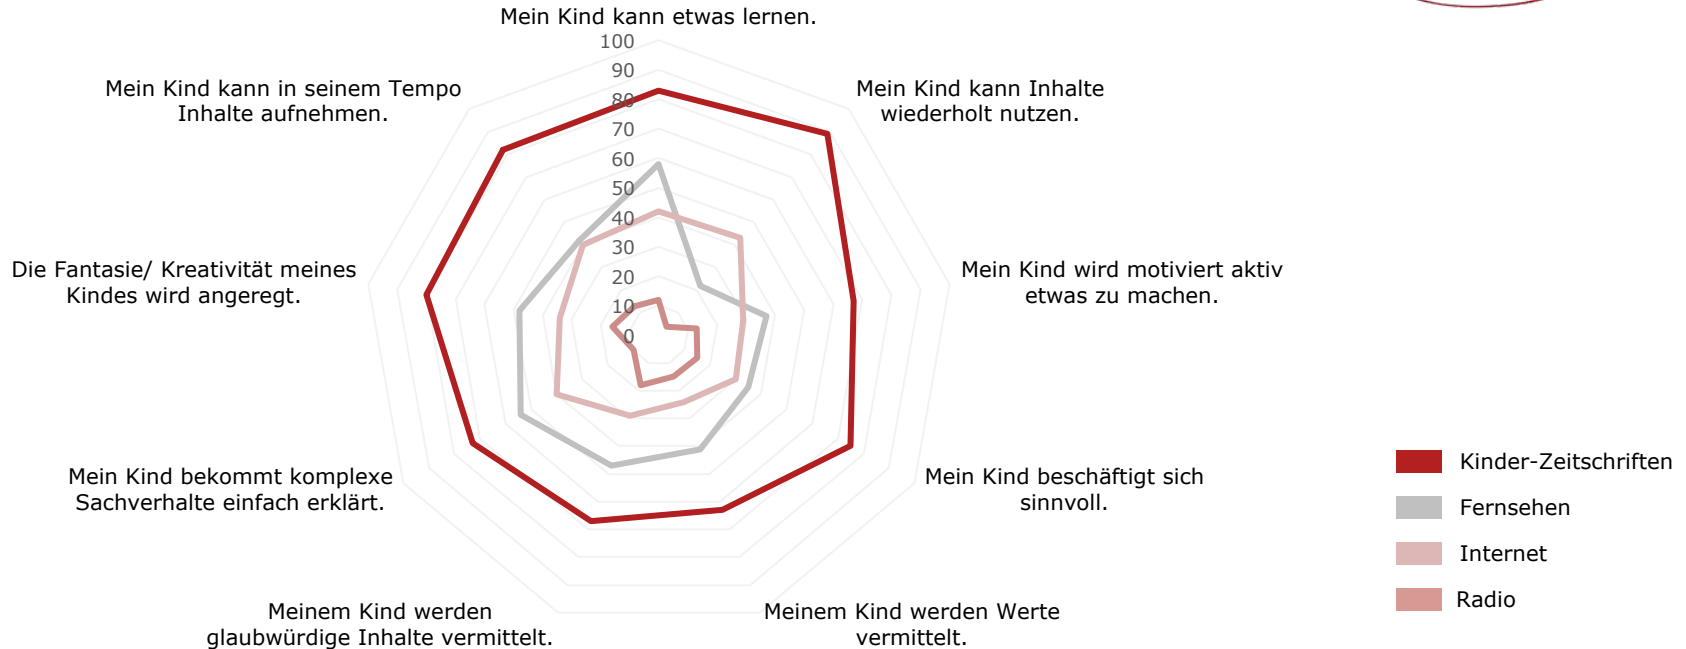 Mein Kind kann etwas lernen.
100
90
80
70
60
50
40
30
20
10
0
Mein Kind kann Inhalte
wiederholt nutzen.
Mein Kind wird motiviert aktiv
etwas zu machen.
Mein Kind beschäftigt sich
sinnvoll.
Meinem Kind werden Werte
vermittelt.
Meinem Kind werden
glaubwürdige Inhalte vermittelt.
Mein Kind bekommt komplexe
Sachverhalte einfach erklärt.
Die Fantasie/ Kreativität meines
Kindes wird angeregt.
Mein Kind kann in seinem Tempo
Inhalte aufnehmen.
Kinder-Zeitschriften
Fernsehen
Internet
Radio